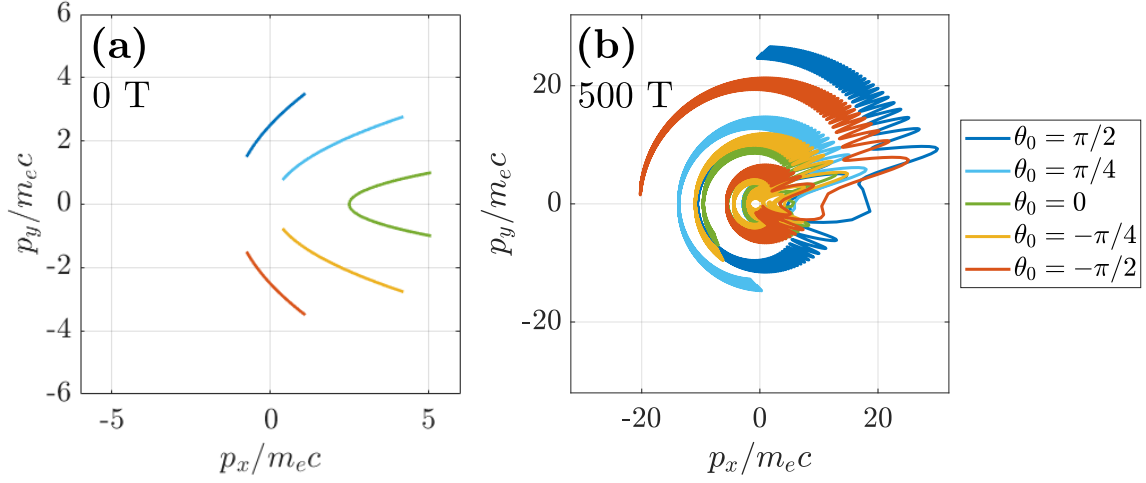 (a)
0 T
6
4
2
0
-2
-4
-6
-5
0
5
p_y/m_ec
p_x/m_ec
(b)
500 T
20
0
-20
-20
0
20
p_y/m_ec
p_x/m_ec
θ_0 = π/2
θ_0 = π/4
θ_0 = 0
θ_0 = −π/4
θ_0 = −π/2